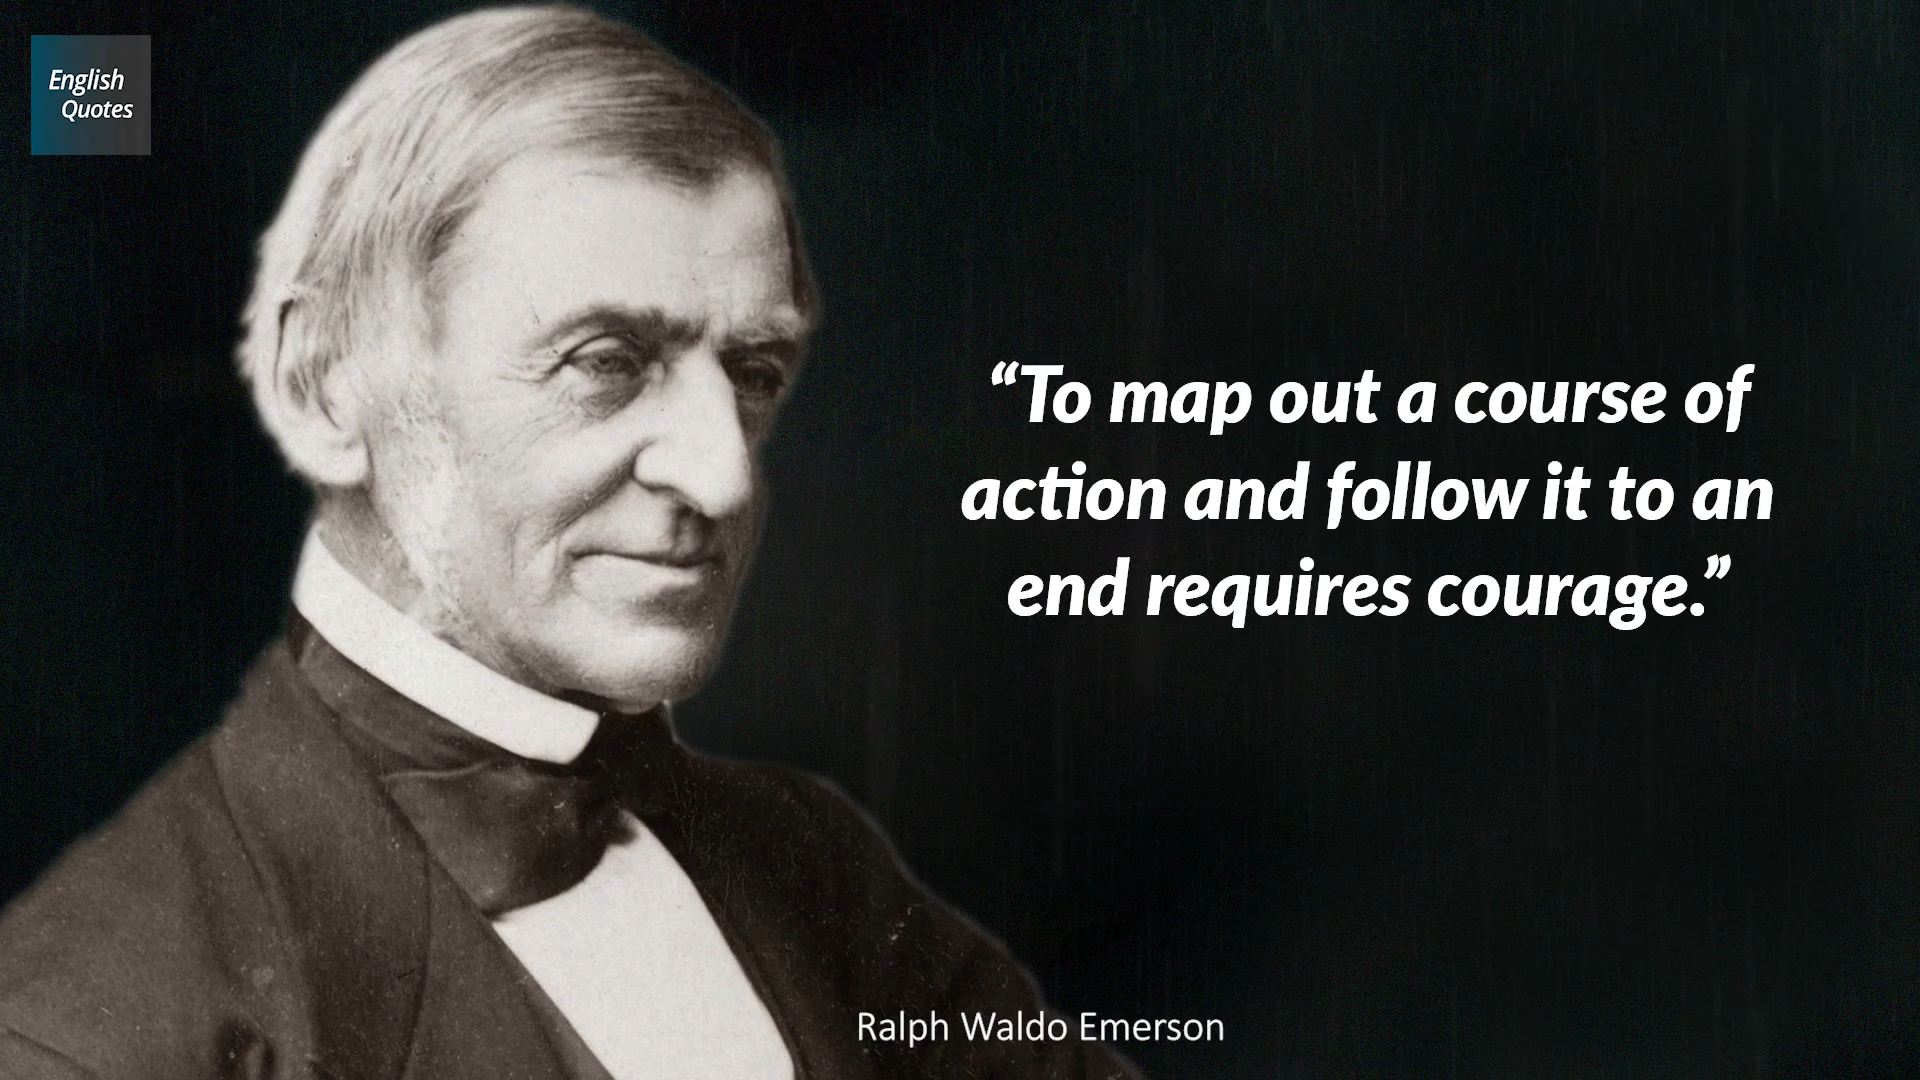 English
Quotes
“To map out a course of
action and follow it to an
end requires courage.”
Ralph Waldo Emerson